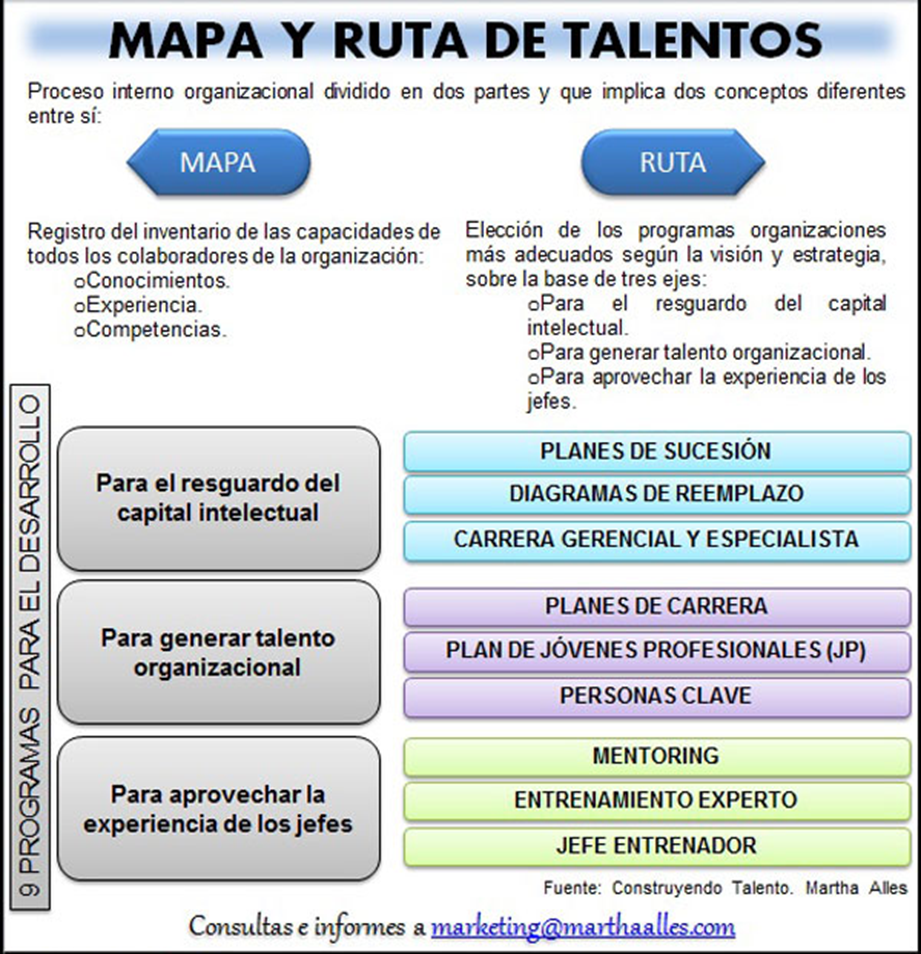 MAPA Y RUTA DE TALENTOS
Proceso interno organizacional dividido en dos partes y que implica dos conceptos diferentes
entre sí:
MAPA
Registro del inventario de las capacidades de
todos los colaboradores de la organización:
oConocimientos.
oExperiencia.
oCompetencias.
RUTA
Elección de los programas organizaciones
más adecuados según la visión y estrategia,
sobre la base de tres ejes:
oPara el resguardo del capital
intelectual.
oPara generar talento organizacional.
oPara aprovechar la experiencia de los
jefes.
9 PROGRAMAS PARA EL DESARROLLO
Para el resguardo del
capital intelectual
PLANES DE SUCESIÓN
DIAGRAMAS DE REEMPLAZO
CARRERA GERENCIAL Y ESPECIALISTA
Para generar talento
organizacional
PLANES DE CARRERA
PLAN DE JÓVENES PROFESIONALES (JP)
PERSONAS CLAVE
Para aprovechar la
experiencia de los jefes
MENTORING
ENTRENAMIENTO EXPERTO
JEFE ENTRENADOR
Fuente: Construyendo Talento. Martha Alles
Consultas e informes a marketing@marthaalles.com